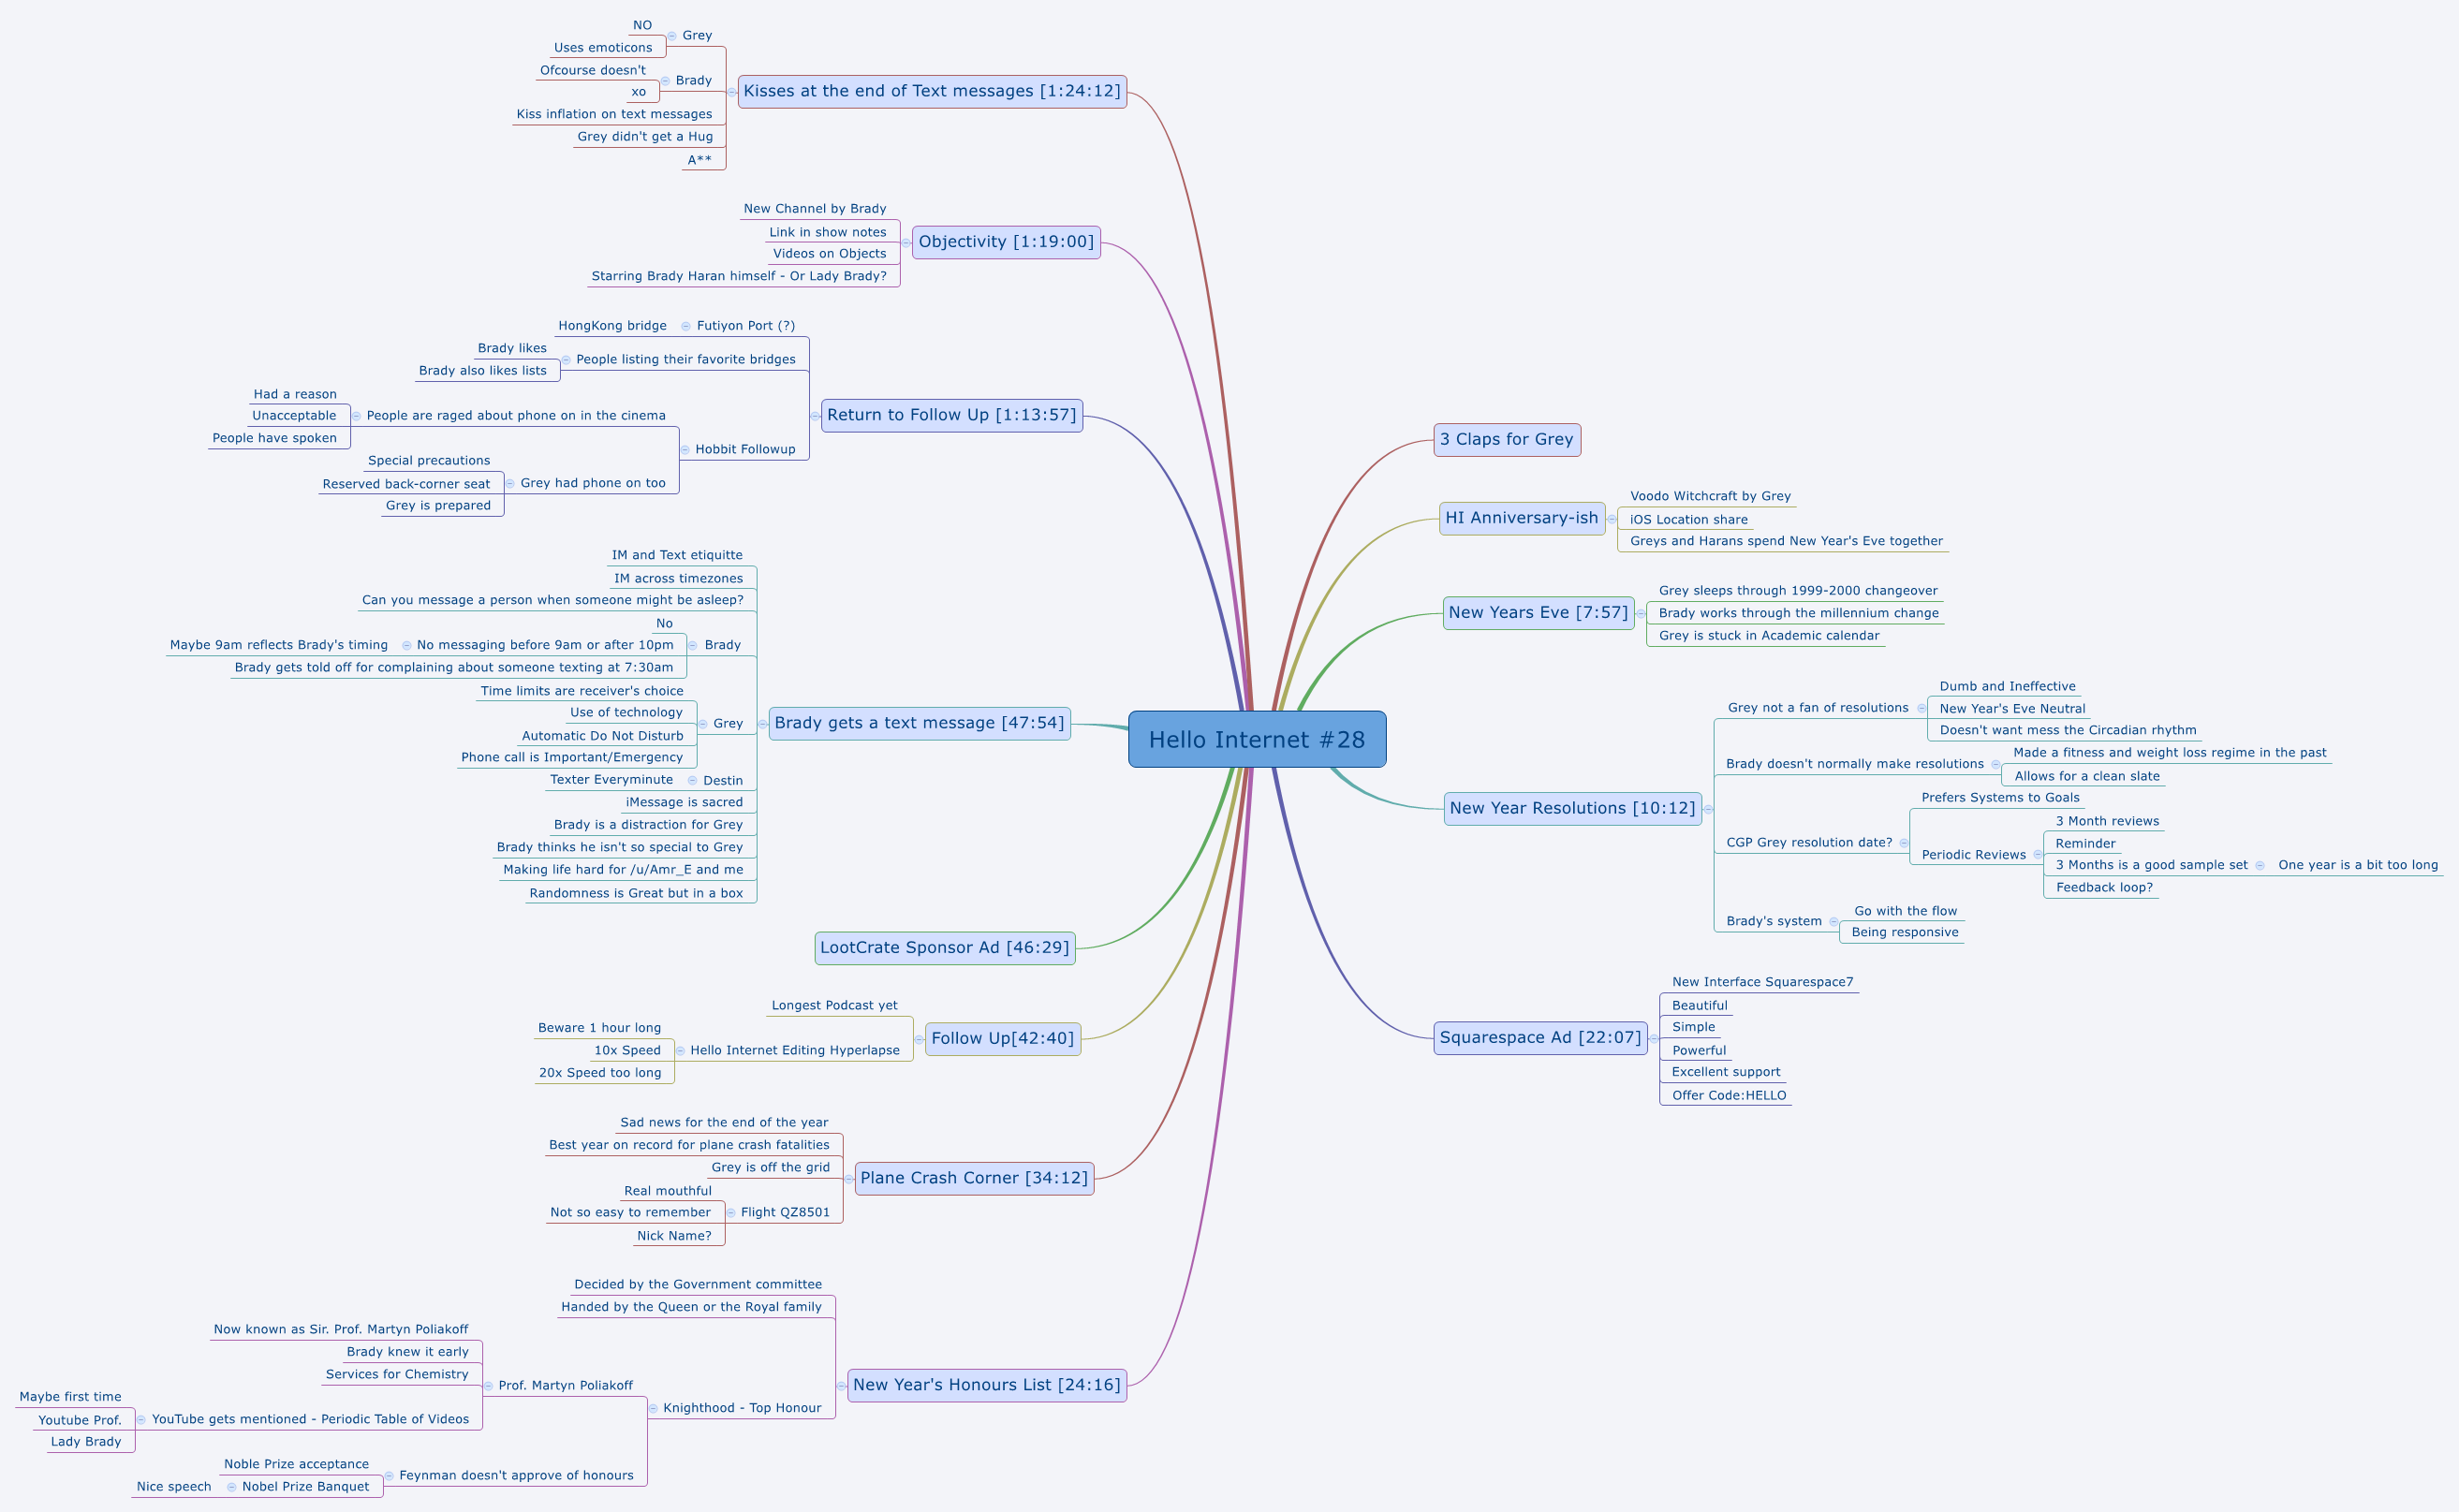 Hello Internet #28
3 Claps for Grey
HI Anniversary-ish
Voodo Witchcraft by Grey
iOS Location share
Greys and Harans spend New Year's Eve together
New Years Eve [7:57]
Grey sleeps through 1999-2000 changeover
Brady works through the millennium change
Grey is stuck in Academic calendar
New Year Resolutions [10:12]
Grey not a fan of resolutions
Dumb and Ineffective
New Year's Eve Neutral
Doesn't want mess the Circadian rhythm
Brady doesn't normally make resolutions
Made a fitness and weight loss regime in the past
Allows for a clean slate
CGP Grey resolution date?
Prefers Systems to Goals
Periodic Reviews
3 Month reviews
Reminder
3 Months is a good sample set
One year is a bit too long
Feedback loop?
Brady's system
Go with the flow
Being responsive
Squarespace Ad [22:07]
New Interface Squarespace7
Beautiful
Simple
Powerful
Excellent support
Offer Code:HELLO
New Year's Honours List [24:16]
Decided by the Government committee
Handed by the Queen or the Royal family
Knighthood - Top Honour
Prof. Martyn Poliakoff
Now known as Sir. Prof. Martyn Poliakoff
Brady knew it early
Services for Chemistry
YouTube gets mentioned - Periodic Table of Videos
Maybe first time
Youtube Prof.
Lady Brady
Feynman doesn't approve of honours
Noble Prize acceptance
Nobel Prize Banquet
Nice speech
Plane Crash Corner [34:12]
Sad news for the end of the year
Best year on record for plane crash fatalities
Grey is off the grid
Flight QZ8501
Real mouthful
Not so easy to remember
Nick Name?
Follow Up[42:40]
Longest Podcast yet
Hello Internet Editing Hyperlapse
Beware 1 hour long
10x Speed
20x Speed too long
LootCrate Sponsor Ad [46:29]
Brady gets a text message [47:54]
IM and Text etiquitte
IM across timezones
Can you message a person when someone might be asleep?
Brady
No
No messaging before 9am or after 10pm
Maybe 9am reflects Brady's timing
Brady gets told off for complaining about someone texting at 7:30am
Grey
Time limits are receiver's choice
Use of technology
Automatic Do Not Disturb
Phone call is Important/Emergency
Destin
Texter Everyminute
iMessage is sacred
Brady is a distraction for Grey
Brady thinks he isn't so special to Grey
Making life hard for /u/Amr_E and me
Randomness is Great but in a box
Return to Follow Up [1:13:57]
Futiyon Port (?)
HongKong bridge
People listing their favorite bridges
Brady likes
Brady also likes lists
Hobbit Followup
People are raged about phone on in the cinema
Had a reason
Unacceptable
People have spoken
Grey had phone on too
Special precautions
Reserved back-corner seat
Grey is prepared
Objectivity [1:19:00]
New Channel by Brady
Link in show notes
Videos on Objects
Starring Brady Haran himself - Or Lady Brady?
Kisses at the end of Text messages [1:24:12]
Grey
NO
Uses emoticons
Brady
Ofcourse doesn't
xo
Kiss inflation on text messages
Grey didn't get a Hug
A**